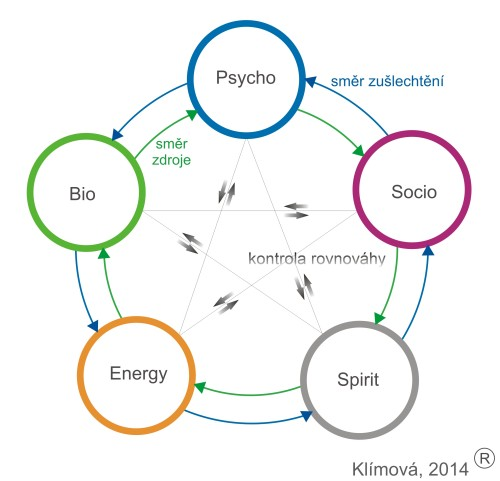 Psycho
směr zušlechtění
směr
zdroje
Bio
Socio
kontrola rovnováhy
Energy
Spirit
Klímová, 2014 ®